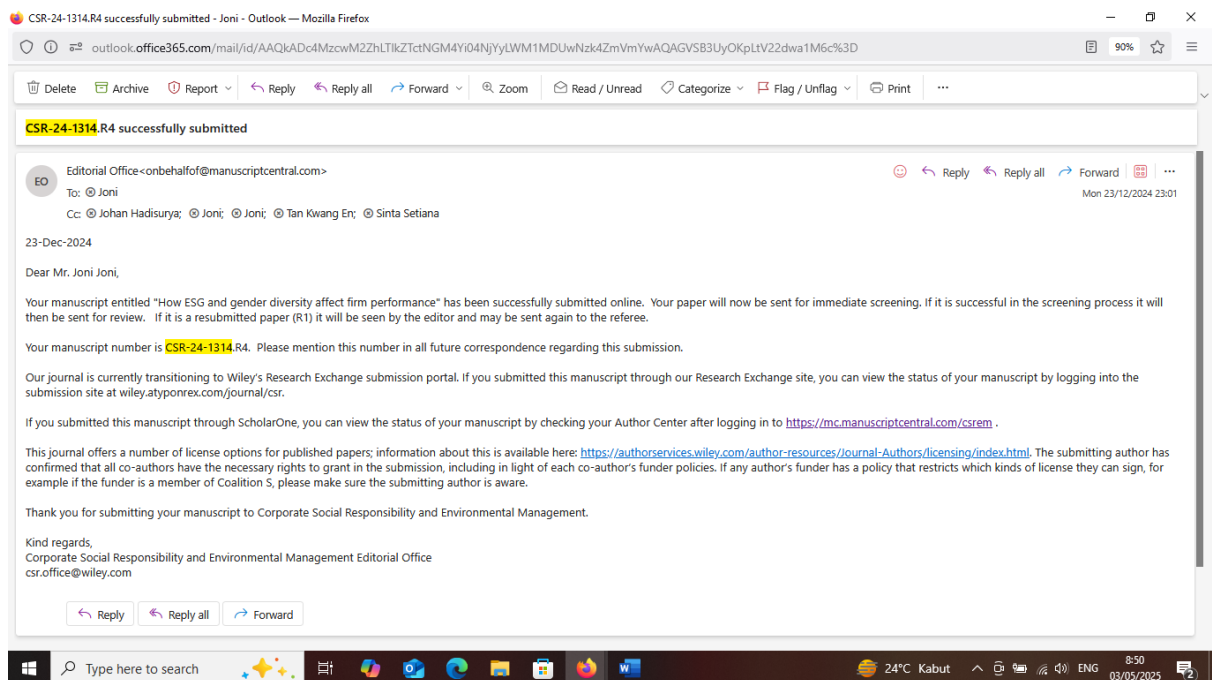 CSR-24-1314.R4 successfully submitted - Joni - Outlook — Mozilla Firefox
outlook.office365.com/mail/id/AAQkADc4MzcwM2ZhLTlkZTctNGM4Yi04NjYyLWM1MDUwNzk4ZmVmYwAQAGVSB3UyOKpLtV22dwa1M6c%3D
90%
Delete Archive Report Reply Reply all Forward Zoom Read / Unread Categorize Flag / Unflag Print ...
CSR-24-1314.R4 successfully submitted
EO
Editorial Office<onbehalfof@manuscriptcentral.com>
Reply Reply all Forward ...
To: Joni
Mon 23/12/2024 23:01
Cc: Johan Hadisurya; Joni; Joni; Tan Kwang En; Sinta Setiana
23-Dec-2024
Dear Mr. Joni Joni,
Your manuscript entitled "How ESG and gender diversity affect firm performance" has been successfully submitted online. Your paper will now be sent for immediate screening. If it is successful in the screening process it will
then be sent for review. If it is a resubmitted paper (R1) it will be seen by the editor and may be sent again to the referee.
Your manuscript number is CSR-24-1314.R4. Please mention this number in all future correspondence regarding this submission.
Our journal is currently transitioning to Wiley's Research Exchange submission portal. If you submitted this manuscript through our Research Exchange site, you can view the status of your manuscript by logging into the
submission site at wiley.atyponrex.com/journal/csr.
If you submitted this manuscript through ScholarOne, you can view the status of your manuscript by checking your Author Center after logging in to https://mc.manuscriptcentral.com/csrem .
This journal offers a number of license options for published papers; information about this is available here: https://authorservices.wiley.com/author-resources/Journal-Authors/licensing/index.html. The submitting author has
confirmed that all co-authors have the necessary rights to grant in the submission, including in light of each co-author's funder policies. If any author's funder has a policy that restricts which kinds of license they can sign, for
example if the funder is a member of Coalition S, please make sure the submitting author is aware.
Thank you for submitting your manuscript to Corporate Social Responsibility and Environmental Management.
Kind regards,
Corporate Social Responsibility and Environmental Management Editorial Office
csr.office@wiley.com
Reply Reply all Forward
Type here to search
24°C Kabut
ENG
8:50
03/05/2025
2